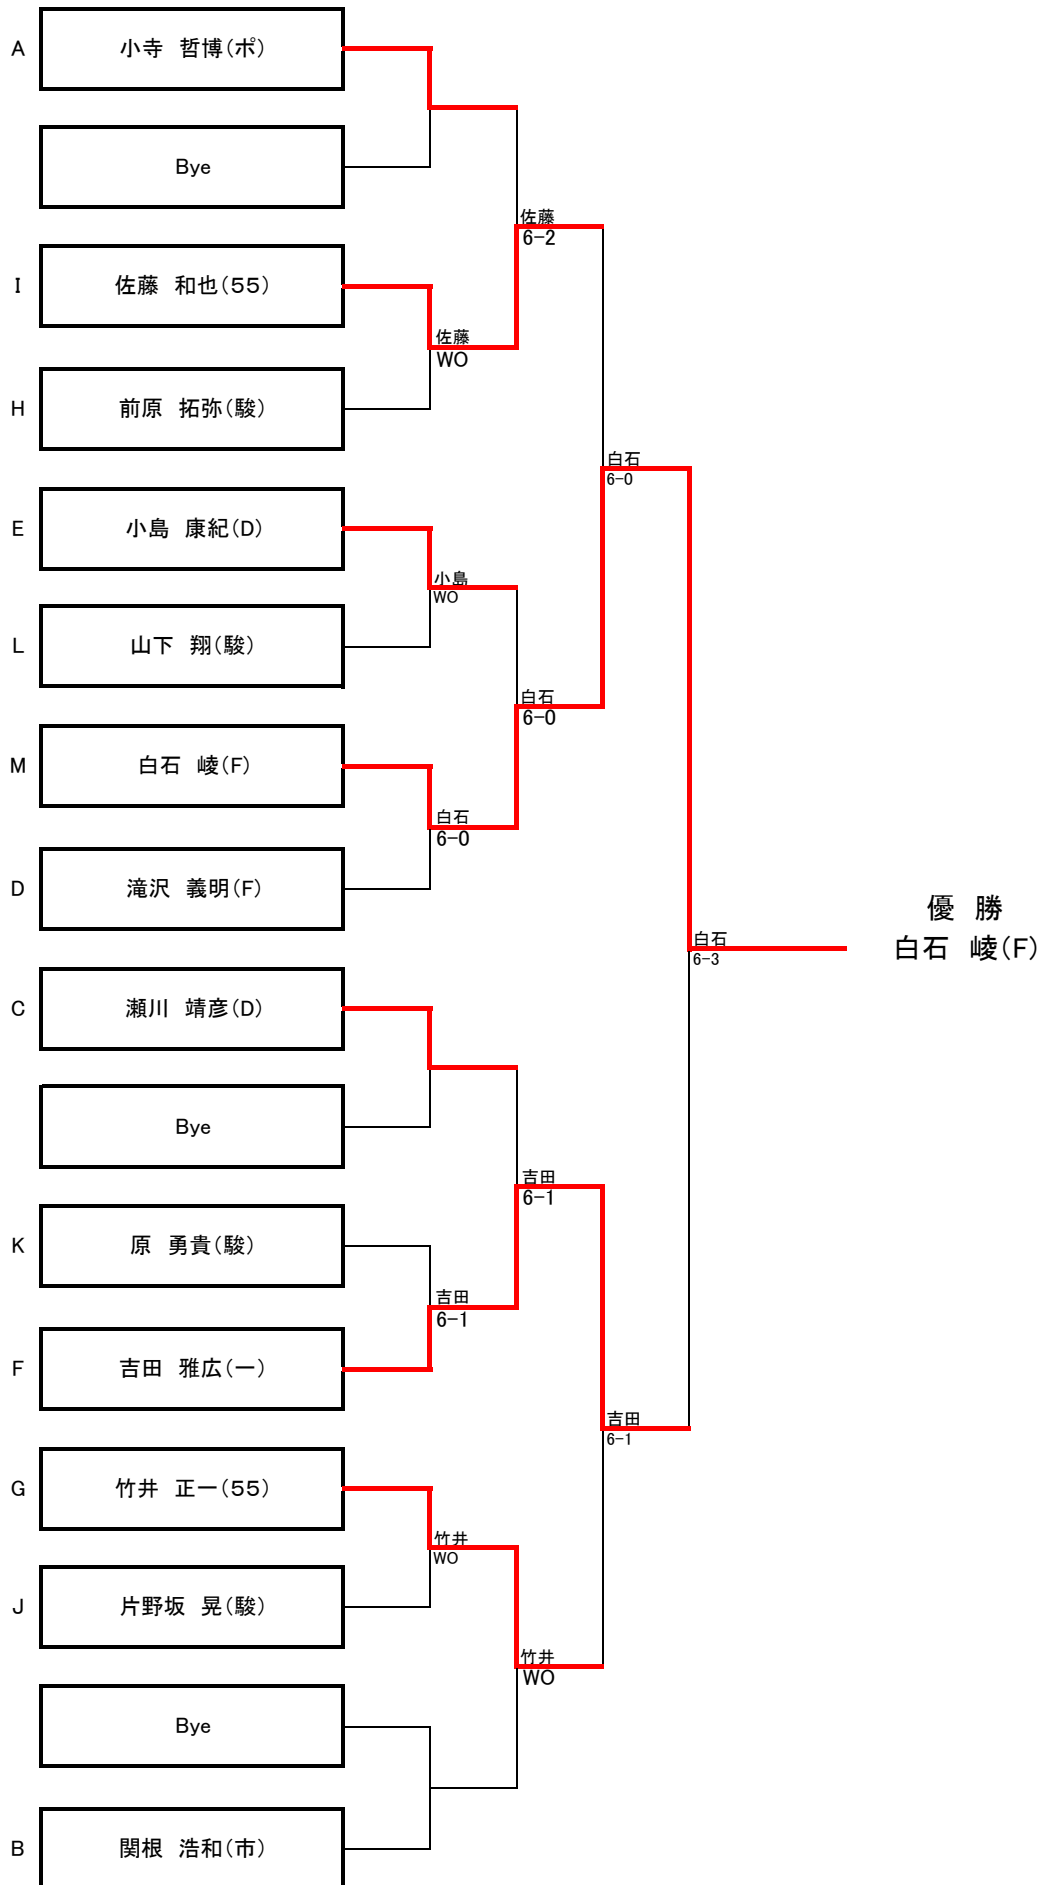 A
小寺 哲博(ポ)
Bye
佐藤
6-2
I
佐藤 和也(55)
佐藤
WO
H
前原 拓弥(駿)
白石
6-0
E
小島 康紀(D)
小島
WO
L
山下 翔(駿)
白石
6-0
M
白石 崚(F)
白石
6-0
D
滝沢 義明(F)
優 勝
白石 崚(F)
白石
6-3
C
瀬川 靖彦(D)
Bye
吉田
6-1
K
原 勇貴(駿)
吉田
6-1
F
吉田 雅広(一)
吉田
6-1
G
竹井 正一(55)
竹井
WO
J
片野坂 晃(駿)
竹井
WO
Bye
B
関根 浩和(市)